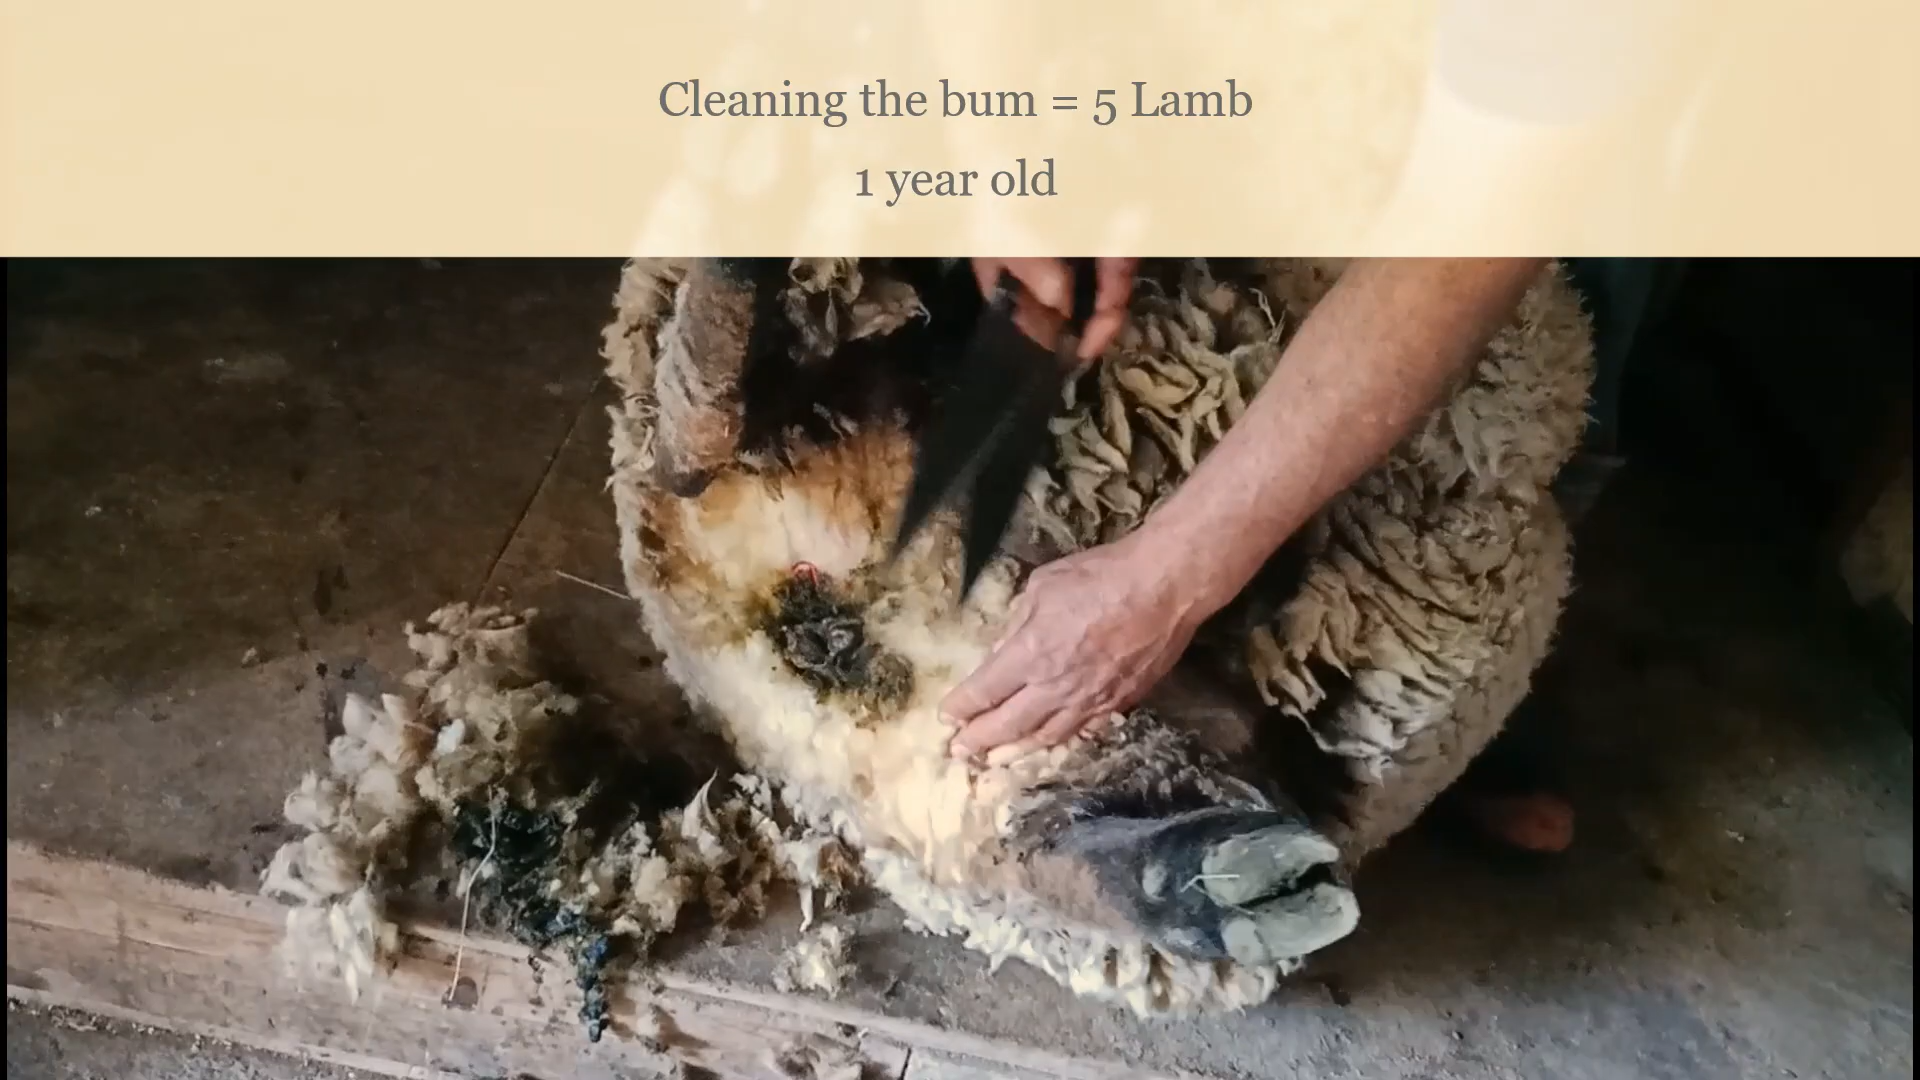 Cleaning the bum = 5 Lamb
1 year old